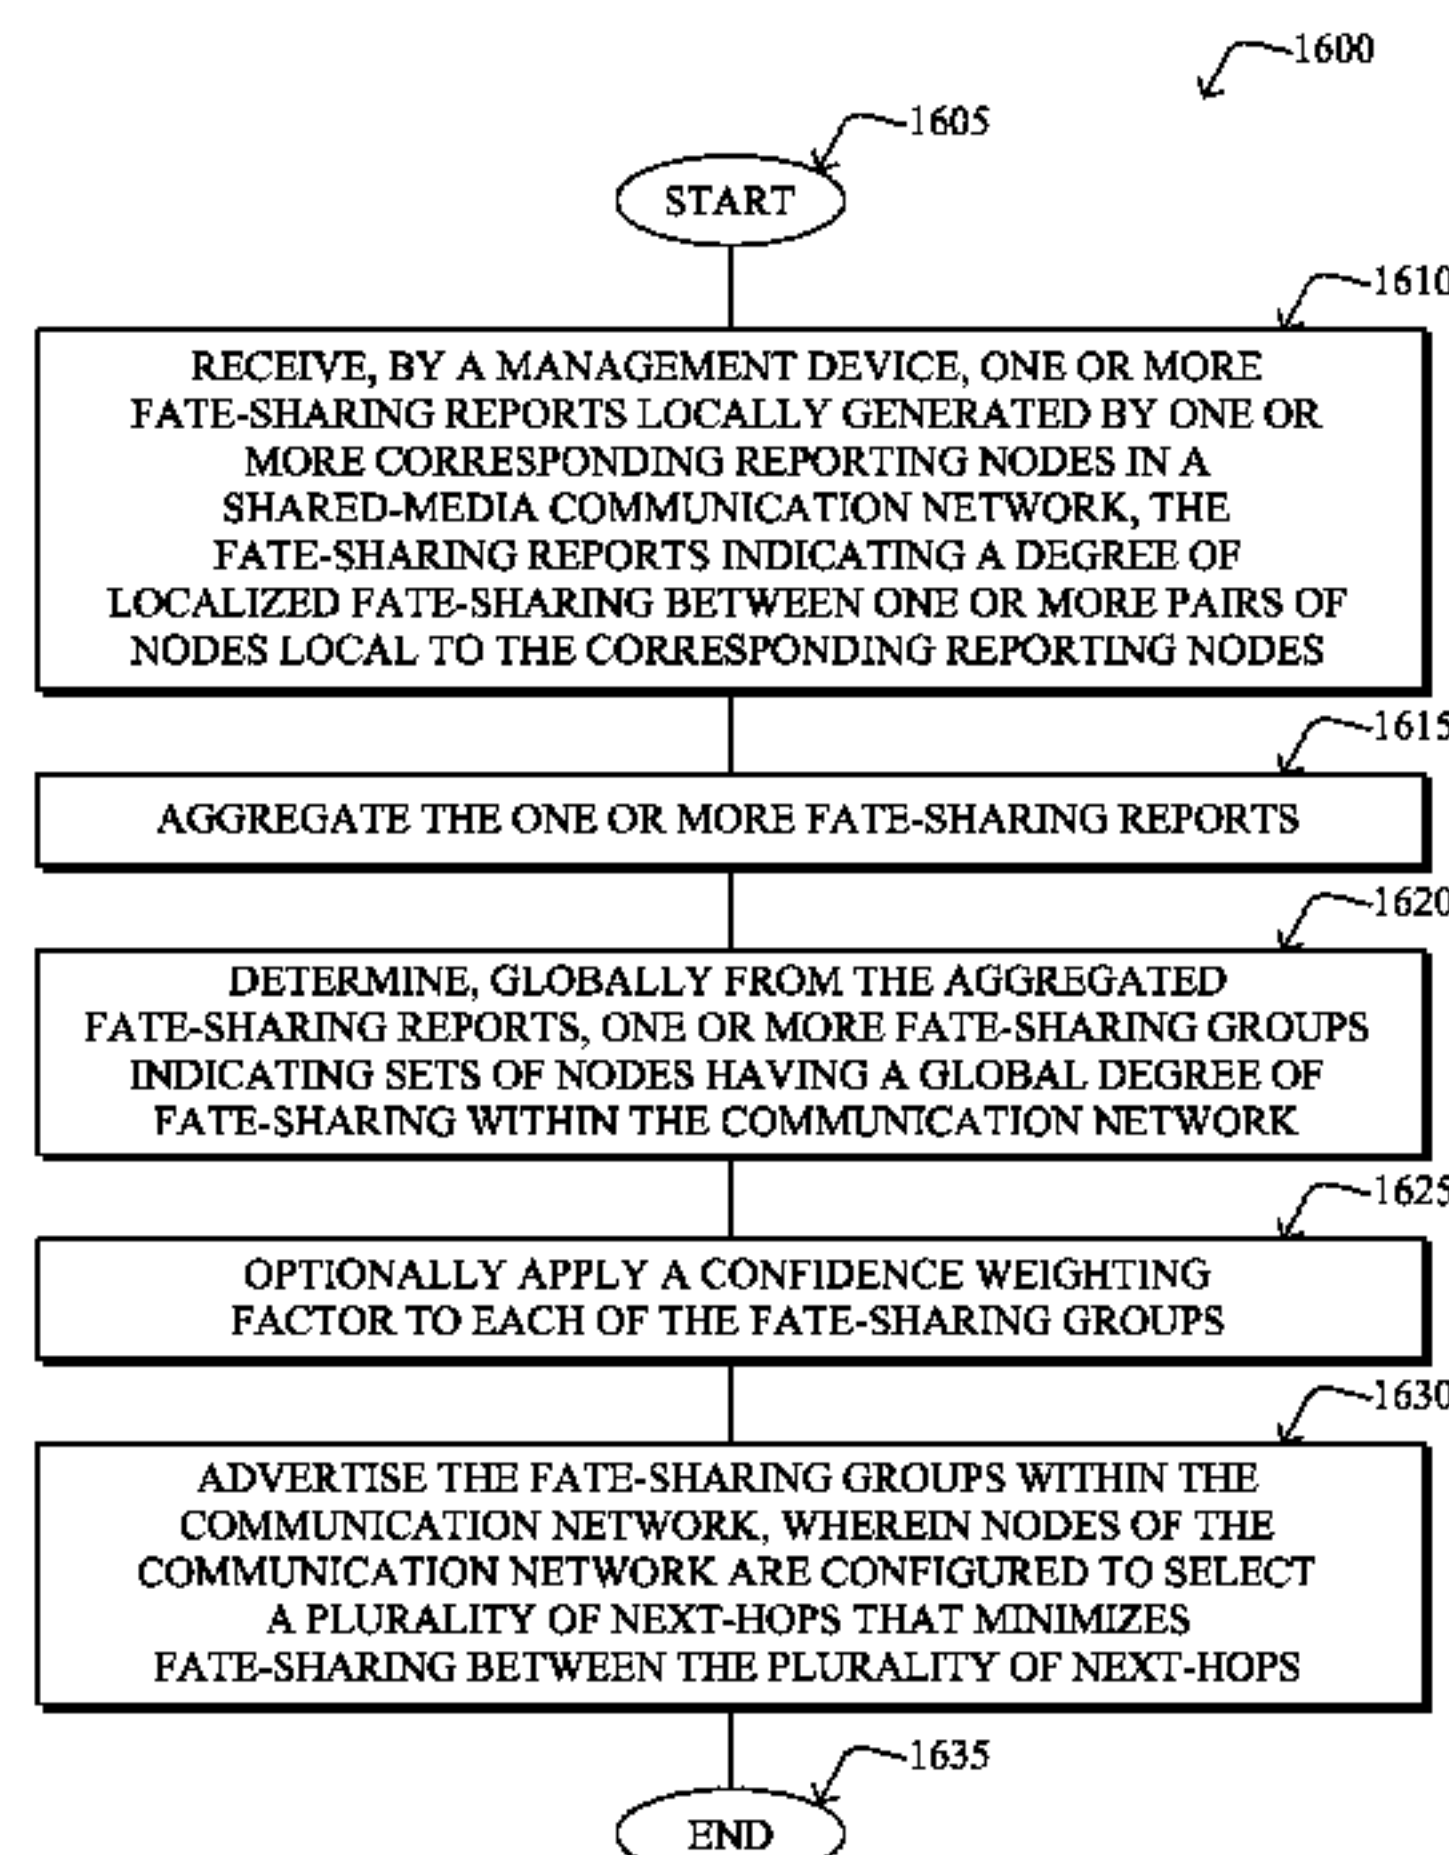 1600
1605
START
1610
RECEIVE, BY A MANAGEMENT DEVICE, ONE OR MORE
FATE-SHARING REPORTS LOCALLY GENERATED BY ONE OR
MORE CORRESPONDING REPORTING NODES IN A
SHARED-MEDIA COMMUNICATION NETWORK, THE
FATE-SHARING REPORTS INDICATING A DEGREE OF
LOCALIZED FATE-SHARING BETWEEN ONE OR MORE PAIRS OF
NODES LOCAL TO THE CORRESPONDING REPORTING NODES
1615
AGGREGATE THE ONE OR MORE FATE-SHARING REPORTS
1620
DETERMINE, GLOBALLY FROM THE AGGREGATED
FATE-SHARING REPORTS, ONE OR MORE FATE-SHARING GROUPS
INDICATING SETS OF NODES HAVING A GLOBAL DEGREE OF
FATE-SHARING WITHIN THE COMMUNICATION NETWORK
1625
OPTIONALLY APPLY A CONFIDENCE WEIGHTING
FACTOR TO EACH OF THE FATE-SHARING GROUPS
1630
ADVERTISE THE FATE-SHARING GROUPS WITHIN THE
COMMUNICATION NETWORK, WHEREIN NODES OF THE
COMMUNICATION NETWORK ARE CONFIGURED TO SELECT
A PLURALITY OF NEXT-HOPS THAT MINIMIZES
FATE-SHARING BETWEEN THE PLURALITY OF NEXT-HOPS
1635
END